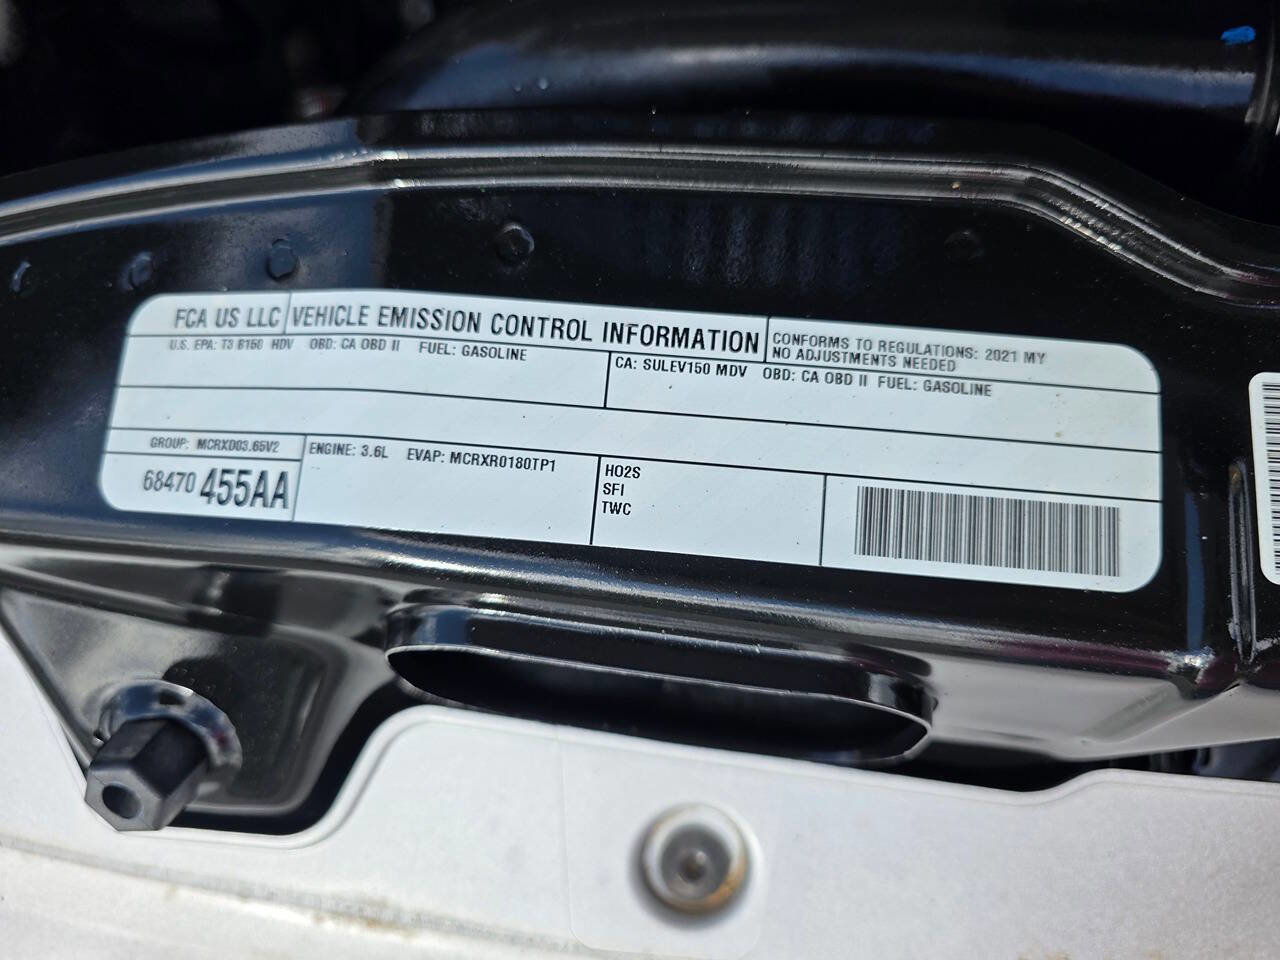 FCA US LLC
VEHICLE EMISSION CONTROL INFORMATION
CONFORMS TO REGULATIONS: 2021 MY
NO ADJUSTMENTS NEEDED
U.S. EPA: T3 B150 HDV OBD: CA OBD II FUEL: GASOLINE
CA: SULEV150 MDV OBD: CA OBD II FUEL: GASOLINE
GROUP: MCRXD03.65V2
68470 455AA
ENGINE: 3.6L EVAP: MCRXR0180TP1
HO2S
SFI
TWC